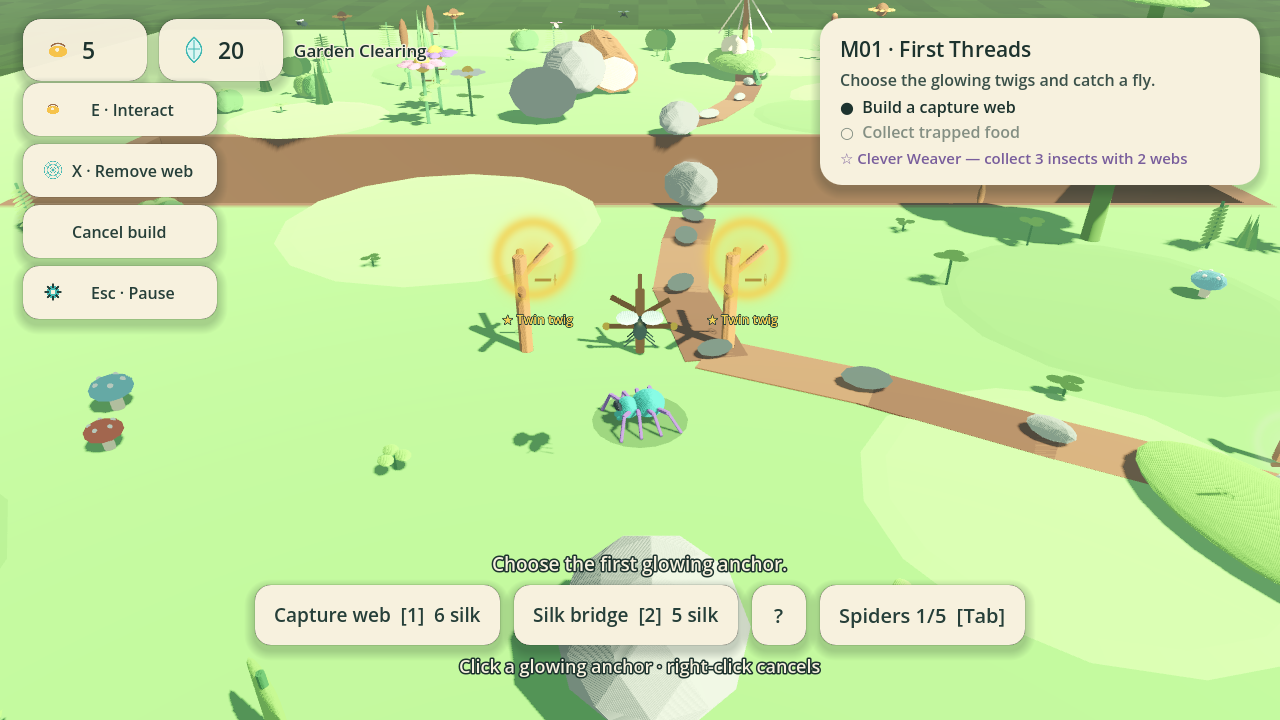 5
20
Garden Clearing
E · Interact
X · Remove web
Cancel build
Esc · Pause
M01 · First Threads
Choose the glowing twigs and catch a fly.
● Build a capture web
○ Collect trapped food
☆ Clever Weaver — collect 3 insects with 2 webs
★ Twin twig
★ Twin twig
Choose the first glowing anchor.
Capture web [1] 6 silk
Silk bridge [2] 5 silk
?
Spiders 1/5 [Tab]
Click a glowing anchor · right-click cancels